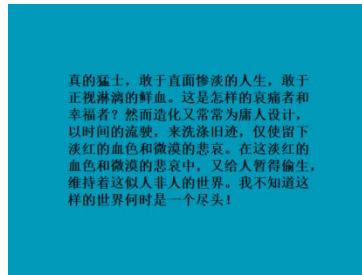 真的猛士，敢于直面惨淡的人生，敢于
正视淋漓的鲜血。这是怎样的哀痛者和
幸福者？然而造化又常常为庸人设计，
以时间的流驶，来洗涤旧迹，仅使留下
淡红的血色和微漠的悲哀。在这淡红的
血色和微漠的悲哀中，又给人暂得偷生，
维持着这似人非人的世界。我不知道这
样的世界何时是一个尽头！